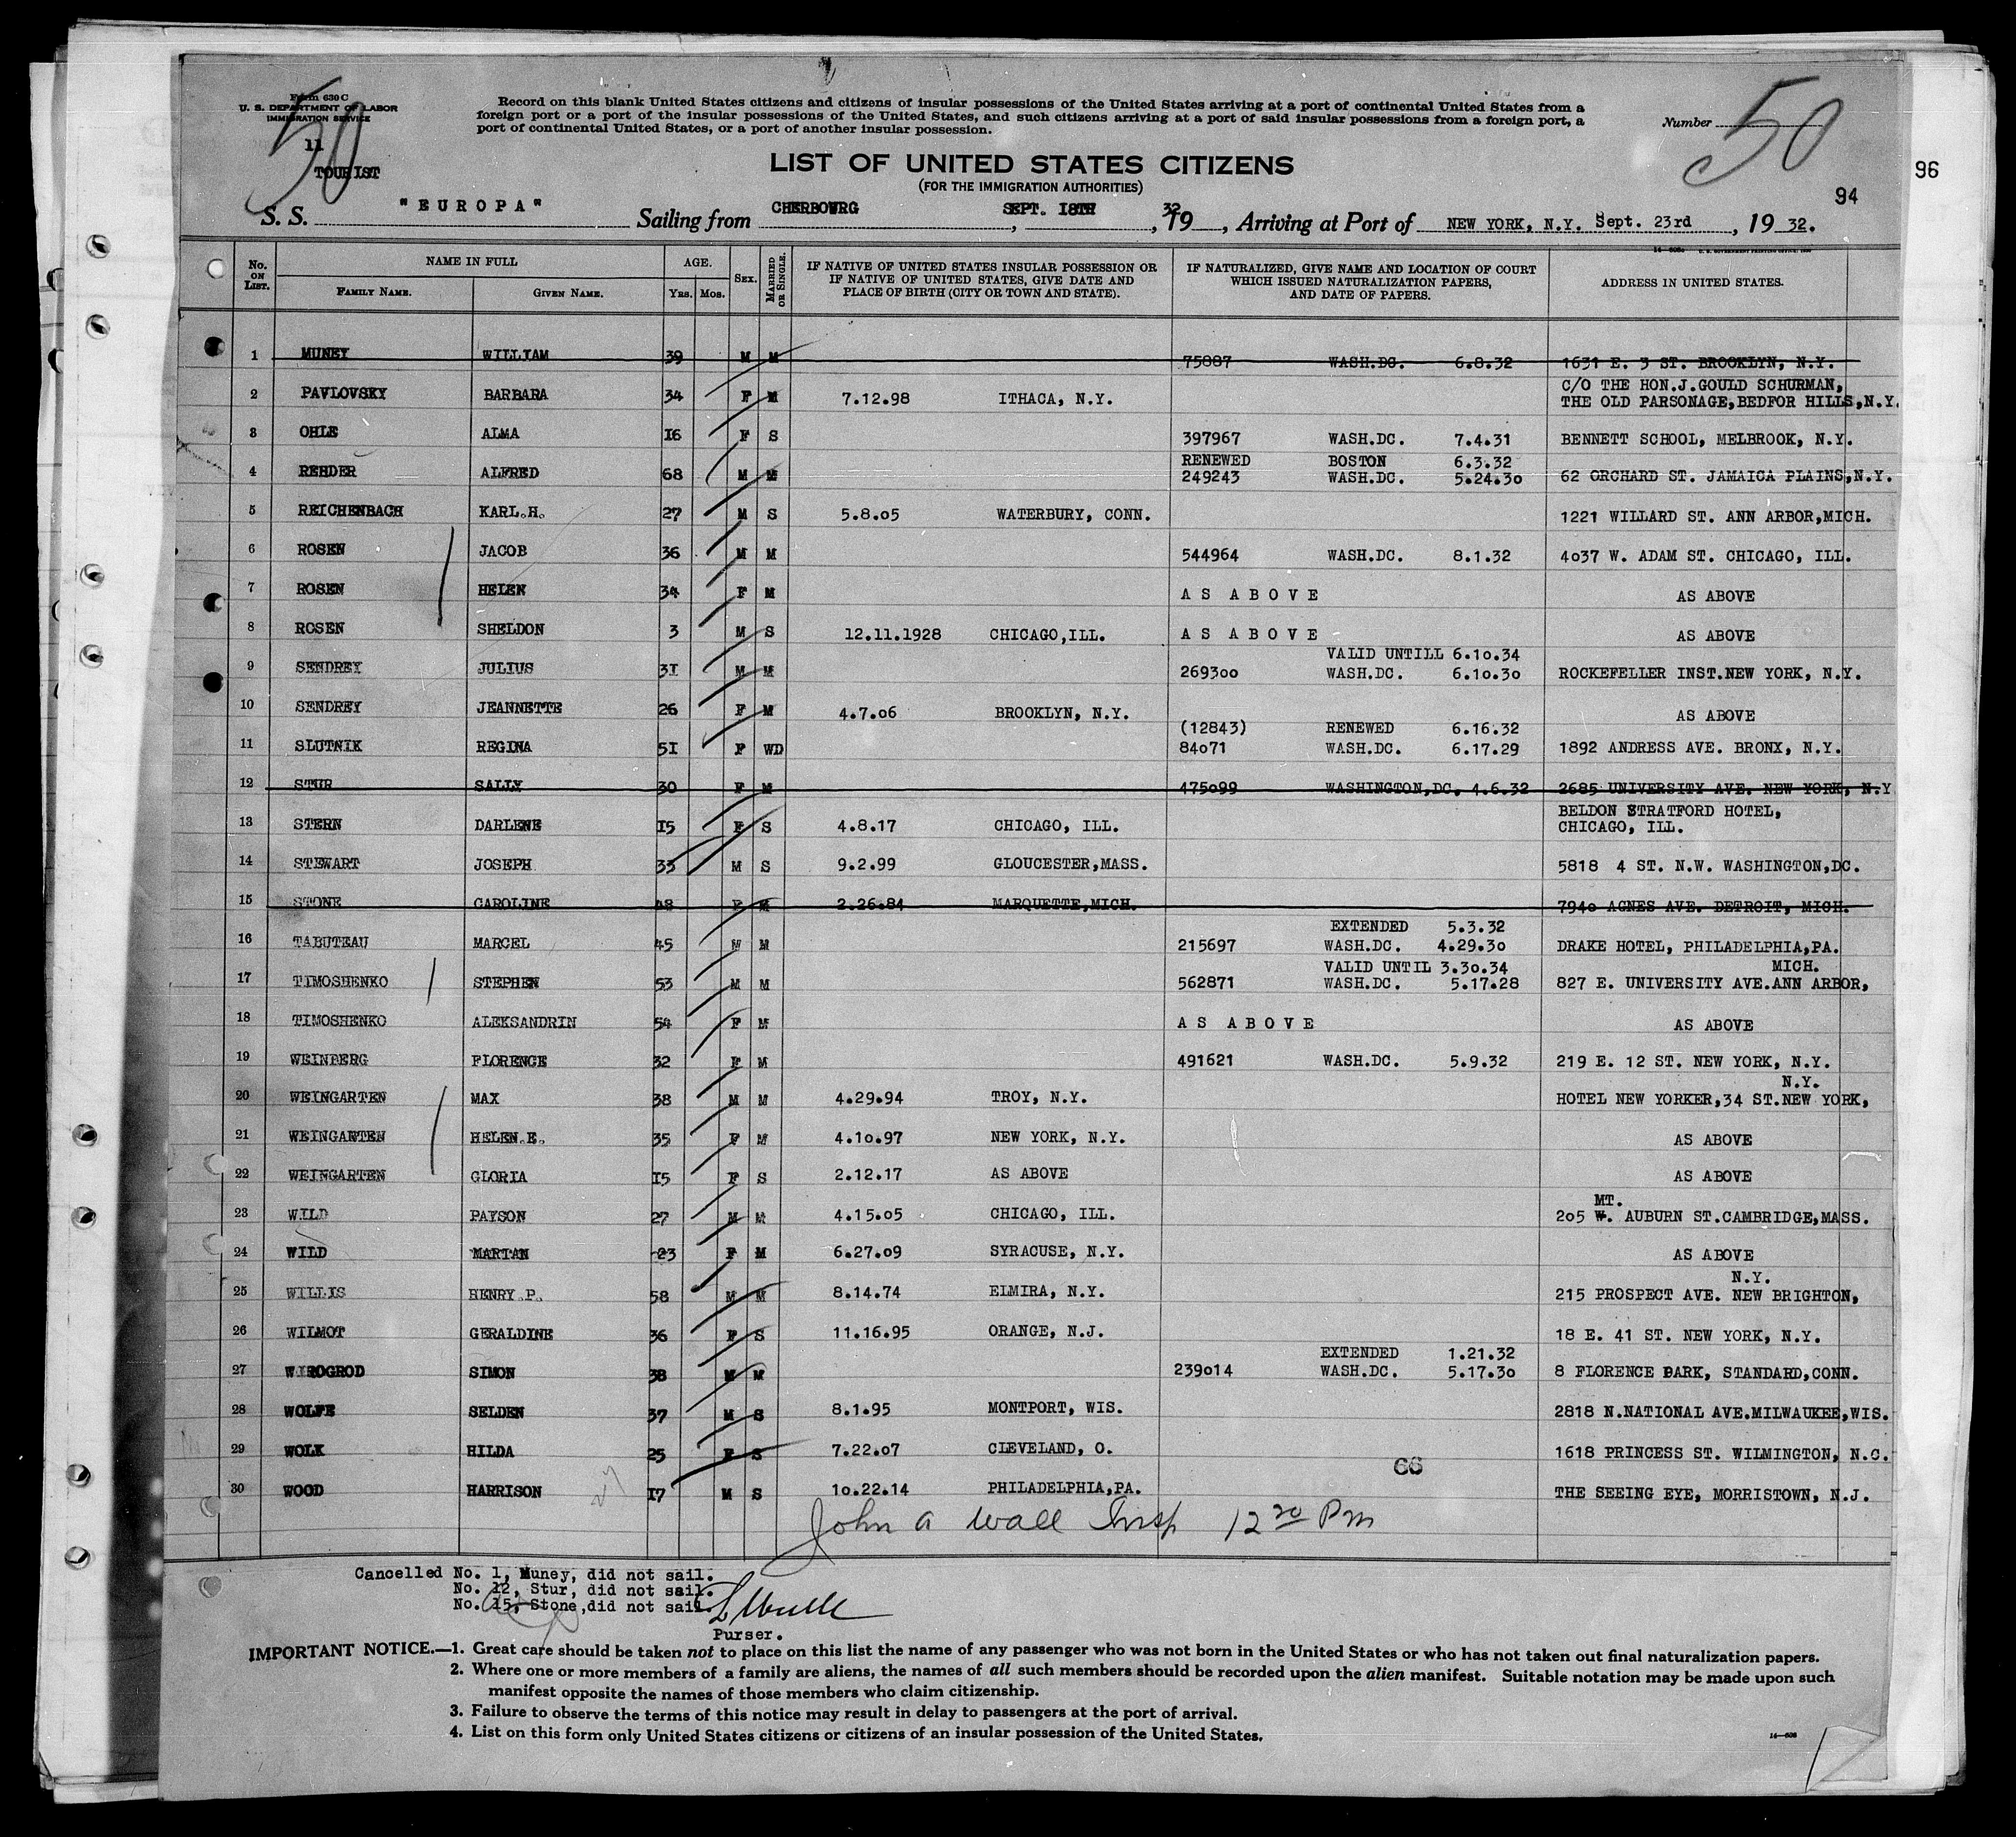 Form 630 C
U. S. DEPARTMENT OF LABOR
IMMIGRATION SERVICE
50
11
TOURIST
Record on this blank United States citizens and citizens of insular possessions of the United States arriving at a port of continental United States from a
foreign port or a port of the insular possessions of the United States, and such citizens arriving at a port of said insular possessions from a foreign port, a
port of continental United States, or a port of another insular possession.
Number 50
96
LIST OF UNITED STATES CITIZENS
(FOR THE IMMIGRATION AUTHORITIES)
94
S. S. "EUROPA" Sailing from CHERBOURG, SEPT. 18TH, 1932, Arriving at Port of NEW YORK, N.Y. Sept. 23rd, 1932.
No. ON LIST. NAME IN FULL FAMILY NAME. GIVEN NAME. AGE. YRS. MOS. SEX. MARRIED OR SINGLE. IF NATIVE OF UNITED STATES INSULAR POSSESSION OR IF NATIVE OF UNITED STATES, GIVE DATE AND PLACE OF BIRTH (CITY OR TOWN AND STATE). IF NATURALIZED, GIVE NAME AND LOCATION OF COURT WHICH ISSUED NATURALIZATION PAPERS, AND DATE OF PAPERS. ADDRESS IN UNITED STATES.
1 MUNEY WILLIAM 39 M M 75887 WASH.DC. 6.8.32 1631 E. 3 ST. BROOKLYN, N.Y.
C/O THE HON.J.GOULD SCHURMAN,
2 PAVLOVSKY BARBARA 34 F M 7.12.98 ITHACA, N.Y. THE OLD PARSONAGE,BEDFOR HILLS,N.Y.
3 OHLE ALMA 16 F S 397967 WASH.DC. 7.4.31 BENNETT SCHOOL, MELBROOK, N.Y.
RENEWED BOSTON 6.3.32
4 REHDER ALFRED 68 M M 249243 WASH.DC. 5.24.30 62 ORCHARD ST. JAMAICA PLAINS,N.Y.
5 REICHENBACH KARL.H. 27 M S 5.8.05 WATERBURY, CONN. 1221 WILLARD ST. ANN ARBOR,MICH.
6 ROSEN JACOB 36 M M 544964 WASH.DC. 8.1.32 4037 W. ADAM ST. CHICAGO, ILL.
7 ROSEN HELEN 34 F M AS ABOVE AS ABOVE
8 ROSEN SHELDON 3 M S 12.11.1928 CHICAGO,ILL. AS ABOVE AS ABOVE
VALID UNTILL 6.10.34
9 SENDREY JULIUS 31 M M 269300 WASH.DC. 6.10.30 ROCKEFELLER INST.NEW YORK, N.Y.
10 SENDREY JEANNETTE 26 F M 4.7.06 BROOKLYN, N.Y. AS ABOVE
(12843) RENEWED 6.16.32
11 SLUTNIK REGINA 51 F WD 84071 WASH.DC. 6.17.29 1892 ANDRESS AVE. BRONX, N.Y.
12 STUR SALLY 30 F M 475099 WASHINGTON,DC. 4.6.32 2685 UNIVERSITY AVE. NEW YORK, N.Y
BELDON STRATFORD HOTEL,
13 STERN DARLENE 15 F S 4.8.17 CHICAGO, ILL. CHICAGO, ILL.
14 STEWART JOSEPH 33 M S 9.2.99 GLOUCESTER,MASS. 5818 4 ST. N.W. WASHINGTON,DC.
15 STONE CAROLINE 48 F M 2.26.84 MARQUETTE,MICH. 7940 AGNES AVE. DETROIT, MICH.
EXTENDED 5.3.32
16 TABUTEAU MARCEL 45 M M 215697 WASH.DC. 4.29.30 DRAKE HOTEL, PHILADELPHIA,PA.
VALID UNTIL 3.30.34 MICH.
17 TIMOSHENKO STEPHEN 53 M M 562871 WASH.DC. 5.17.28 827 E. UNIVERSITY AVE.ANN ARBOR,
18 TIMOSHENKO ALEKSANDRIN 54 F M AS ABOVE AS ABOVE
19 WEINBERG FLORENCE 32 F M 491621 WASH.DC. 5.9.32 219 E. 12 ST. NEW YORK, N.Y.
N.Y.
20 WEINGARTEN MAX 38 M M 4.29.94 TROY, N.Y. HOTEL NEW YORKER,34 ST.NEW YORK,
21 WEINGARTEN HELEN.E. 35 F M 4.10.97 NEW YORK, N.Y. AS ABOVE
22 WEINGARTEN GLORIA 15 F S 2.12.17 AS ABOVE AS ABOVE
MT.
23 WILD PAYSON 27 M M 4.15.05 CHICAGO, ILL. 205 W. AUBURN ST.CAMBRIDGE,MASS.
24 WILD MARIAN 23 F M 6.27.09 SYRACUSE, N.Y. AS ABOVE
N.Y.
25 WILLIS HENRY.P. 58 M M 8.14.74 ELMIRA, N.Y. 215 PROSPECT AVE. NEW BRIGHTON,
26 WILMOT GERALDINE 36 F S 11.16.95 ORANGE, N.J. 18 E. 41 ST. NEW YORK, N.Y.
EXTENDED 1.21.32
27 WIROGROD SIMON 38 M M 239014 WASH.DC. 5.17.30 8 FLORENCE PARK, STANDARD,CONN.
28 WOLFE SELDEN 37 M S 8.1.95 MONTPORT, WIS. 2818 N.NATIONAL AVE.MILWAUKEE,WIS.
29 WOLK HILDA 25 F S 7.22.07 CLEVELAND, O. 1618 PRINCESS ST. WILMINGTON, N.C.
66
30 WOOD HARRISON 17 M S 10.22.14 PHILADELPHIA,PA. THE SEEING EYE, MORRISTOWN, N.J.
John A Wall Insp 12 20 Pm
Cancelled No. 1, Muney, did not sail.
No. 12, Stur, did not sail.
No. 15, Stone,did not sail.
Purser.
IMPORTANT NOTICE.—1. Great care should be taken not to place on this list the name of any passenger who was not born in the United States or who has not taken out final naturalization papers.
2. Where one or more members of a family are aliens, the names of all such members should be recorded upon the alien manifest. Suitable notation may be made upon such
manifest opposite the names of those members who claim citizenship.
3. Failure to observe the terms of this notice may result in delay to passengers at the port of arrival.
4. List on this form only United States citizens or citizens of an insular possession of the United States.